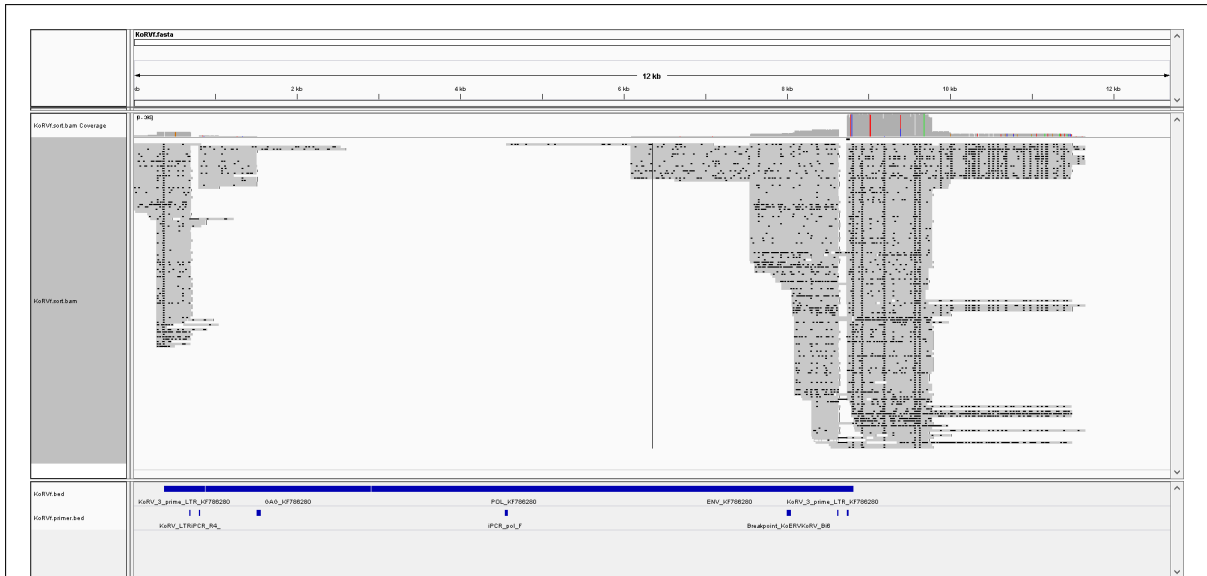 KoRVf.fasta
12 kb
kb 2 kb 4 kb 6 kb 8 kb 10 kb 12 kb
KoRVf.sort.bam Coverage
KoRVf.sort.bam
KoRVf.bed
KoRV_3_prime_LTR_KF786280 GAG_KF786280 POL_KF786280 ENV_KF786280 KoRV_3_prime_LTR_KF786280
KoRVf.primer.bed
KoRV_LTRiPCR_R4_ iPCR_pol_F Breakpoint_KoERVKoRV_Bi6